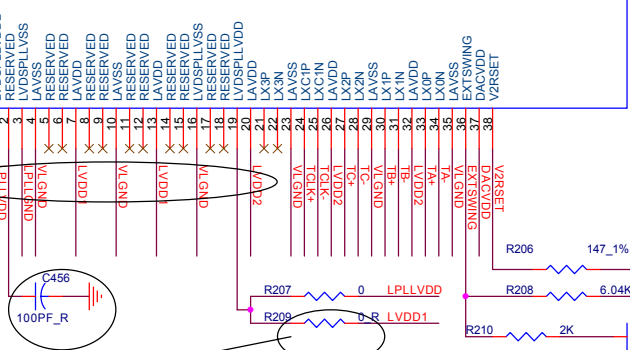 RESERVED
LVDSPLLVSS
LAVSS
RESERVED
RESERVED
LAVDD
RESERVED
RESERVED
LAVSS
RESERVED
RESERVED
LAVDD
RESERVED
RESERVED
LVDSPLLVSS
RESERVED
RESERVED
LVDSPLLVDD
LAVDD
LX3P
LX3N
LAVSS
LXC1P
LXC1N
LAVDD
LX2P
LX2N
LAVSS
LX1P
LX1N
LAVDD
LX0P
LX0N
LAVSS
EXTSWING
DACVDD
V2RSET
2
3
4
5
6
7
8
9
10
11
12
13
14
15
16
17
18
19
20
21
22
23
24
25
26
27
28
29
30
31
32
33
34
35
36
37
38
LPLLGND
VLGND
LVDD1
VLGND
LVDD1
VLGND
LVDD2
VLGND
TCLK+
TCLK-
LVDD2
TC+
TC-
VLGND
TB+
TB-
LVDD2
TA+
TA-
VLGND
EXTSWING
DACVDD
V2RSET
R206 147_1%
C456
100PF_R
R207 0 LPLLVDD
R208 6.04K
R209 0_R LVDD1
R210 2K